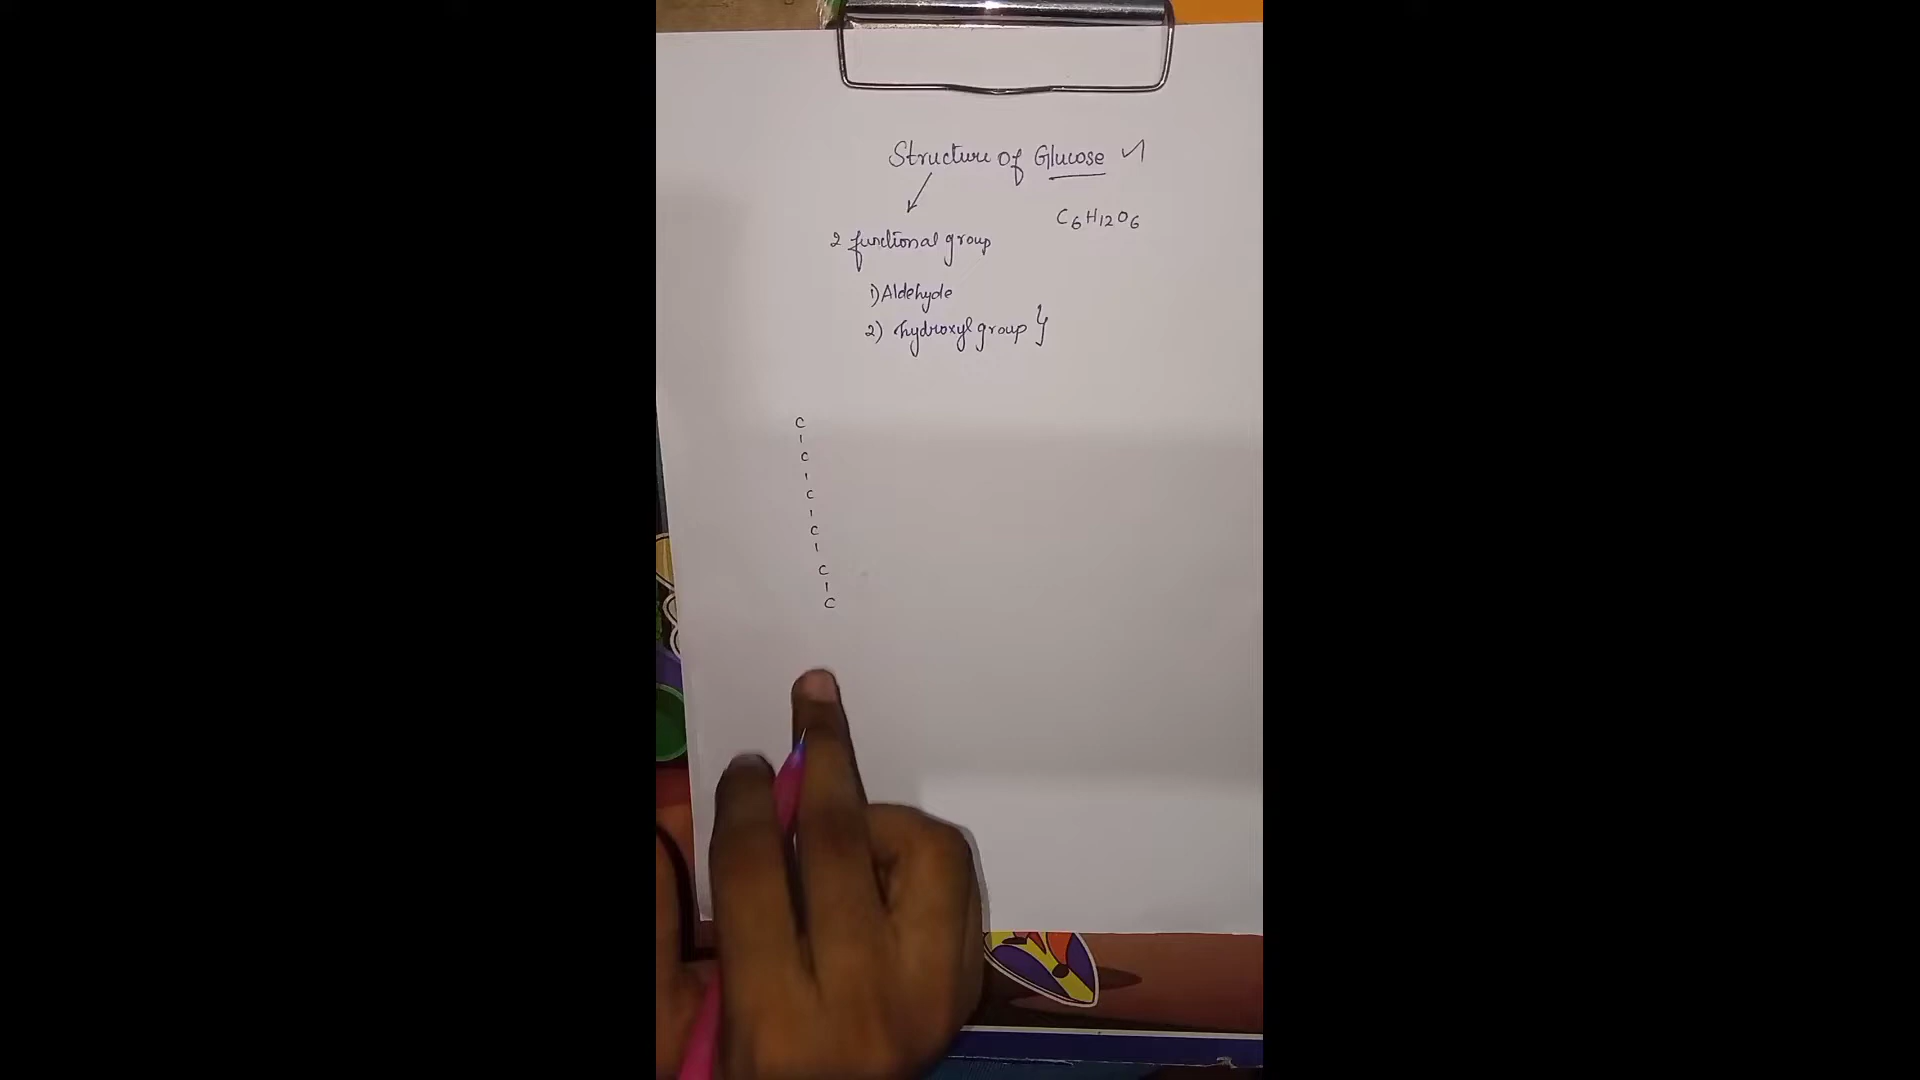 Structure of Glucose
C6H12O6
2 functional group
1) Aldehyde
2) hydroxyl group }
C
|
C
|
C
|
C
|
C
|
C